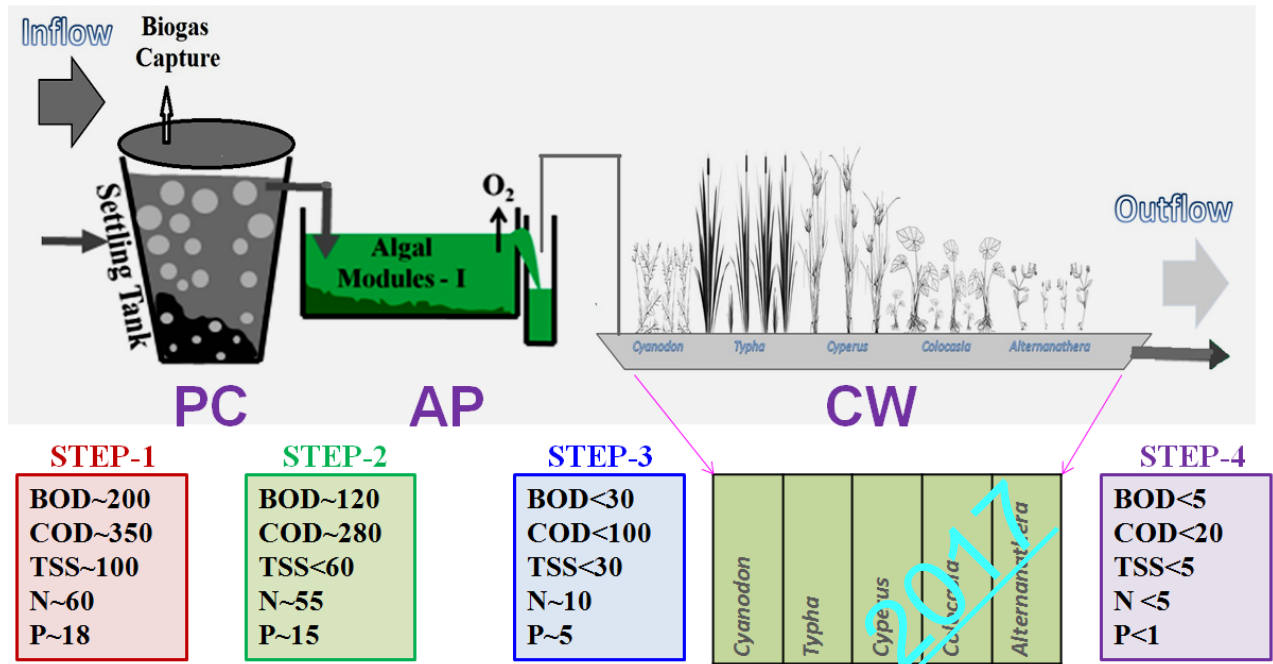 Inflow
Biogas
Capture
Settling Tank
O2
Algal
Modules - I
Outflow
Cyanodon
Typha
Cyperus
Colocasia
Alternanathera
PC
AP
CW
STEP-1
BOD~200
COD~350
TSS~100
N~60
P~18
STEP-2
BOD~120
COD~280
TSS<60
N~55
P~15
STEP-3
BOD<30
COD<100
TSS<30
N~10
P~5
Cyanodon
Typha
Cyperus
Colocasia
Alternanathera
2017
STEP-4
BOD<5
COD<20
TSS<5
N <5
P<1